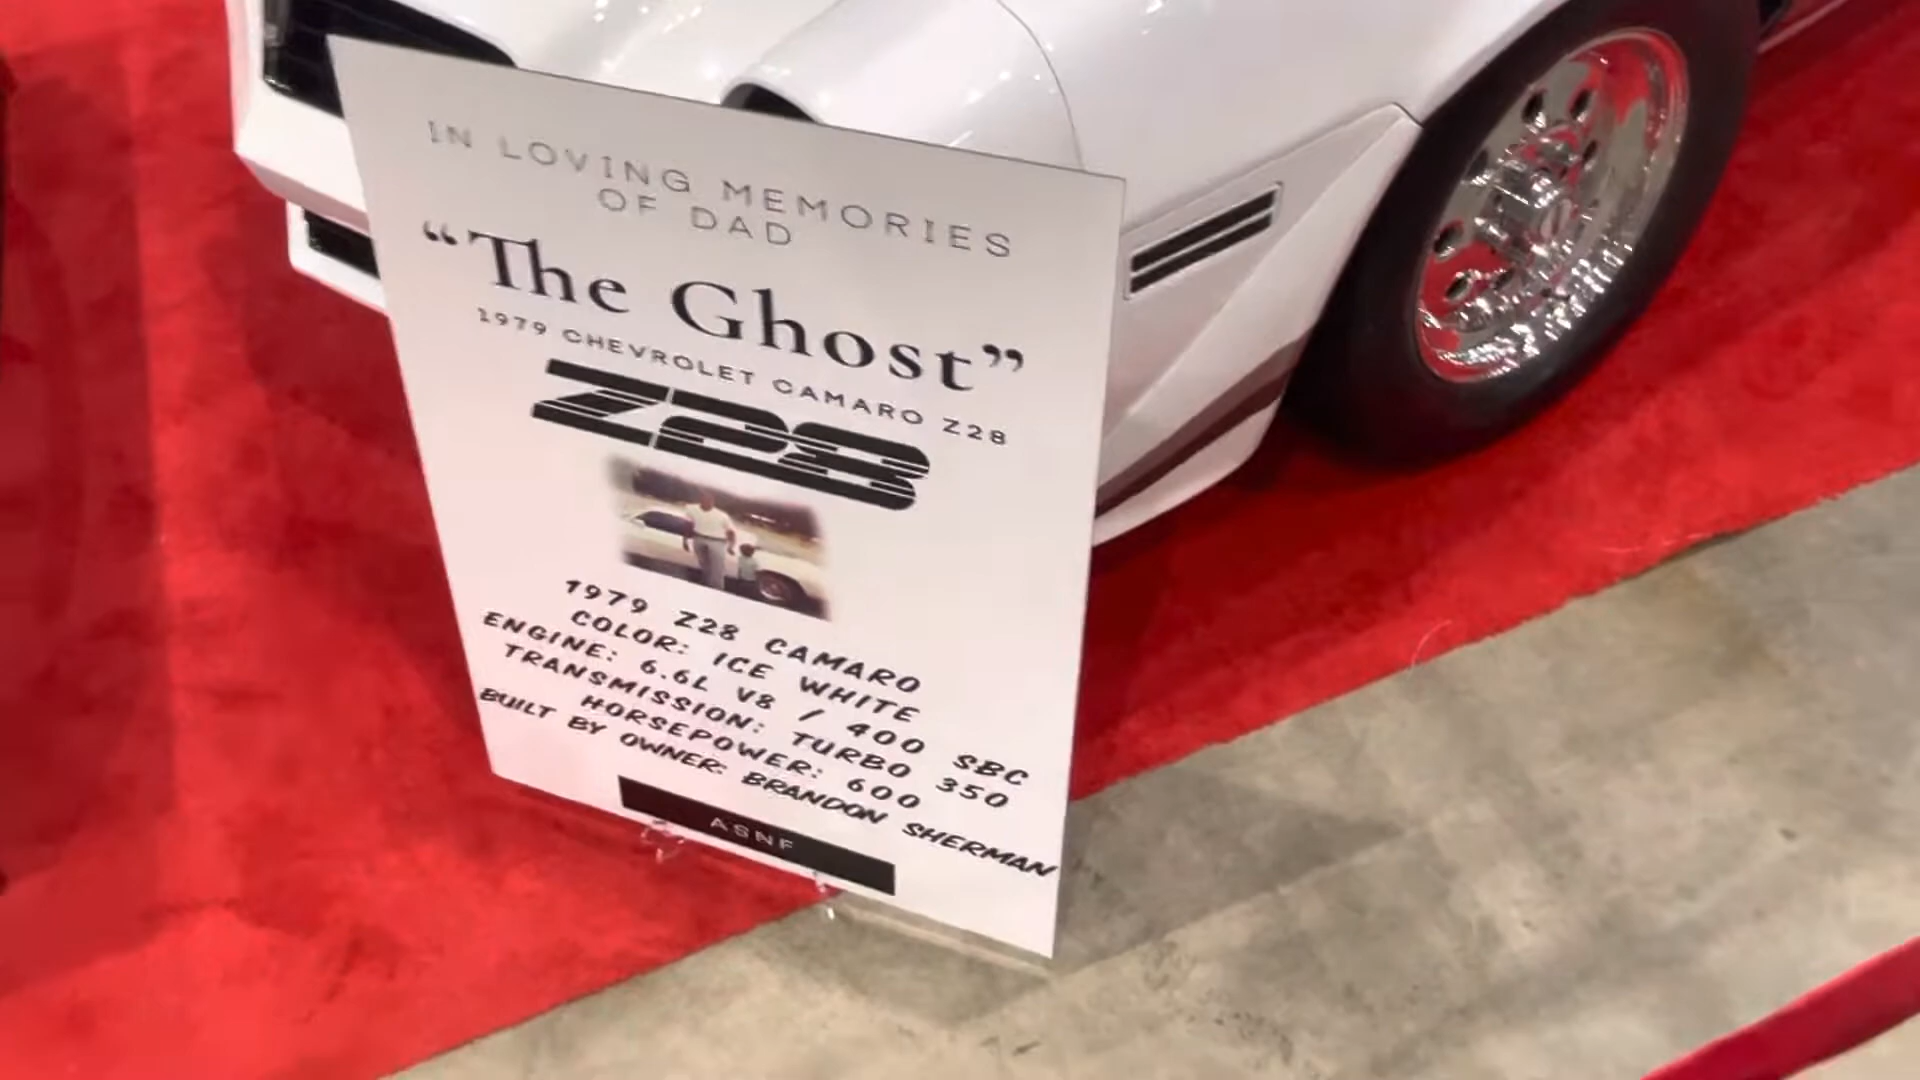 IN LOVING MEMORIES
OF DAD
“The Ghost”
1979 CHEVROLET CAMARO Z28
Z28
1979 Z28 CAMARO
COLOR: ICE WHITE
ENGINE: 6.6L V8 / 400 SBC
TRANSMISSION: TURBO 350
HORSEPOWER: 600
BUILT BY OWNER: BRANDON SHERMAN
ASNF